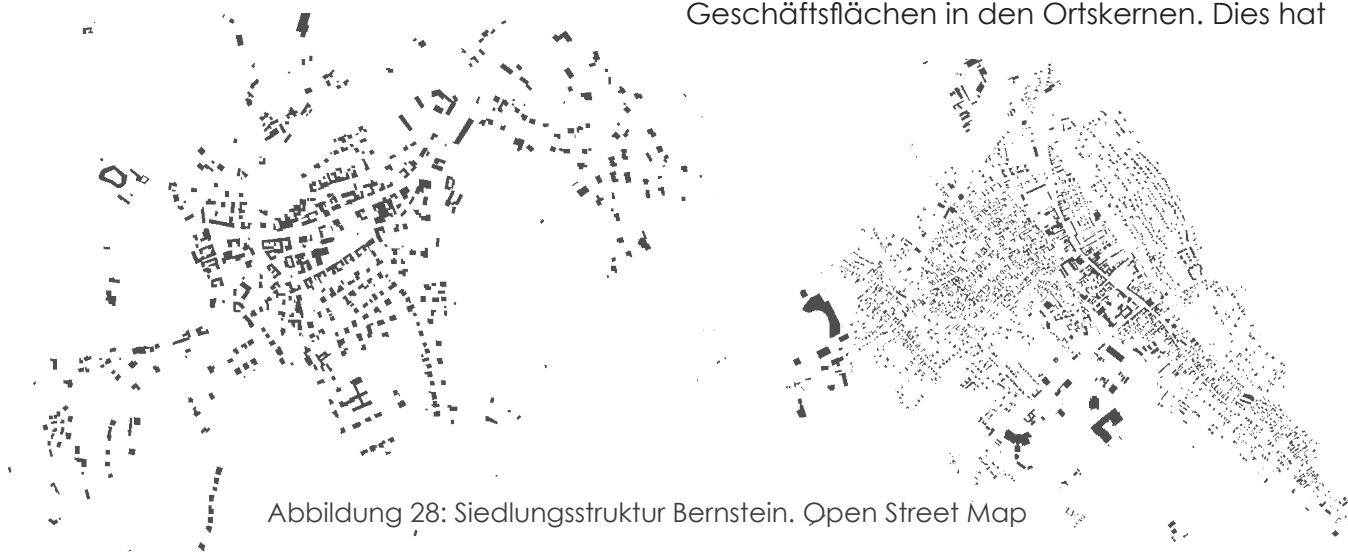 Geschäftsflächen in den Ortskernen. Dies hat
Abbildung 28: Siedlungsstruktur Bernstein. Open Street Map